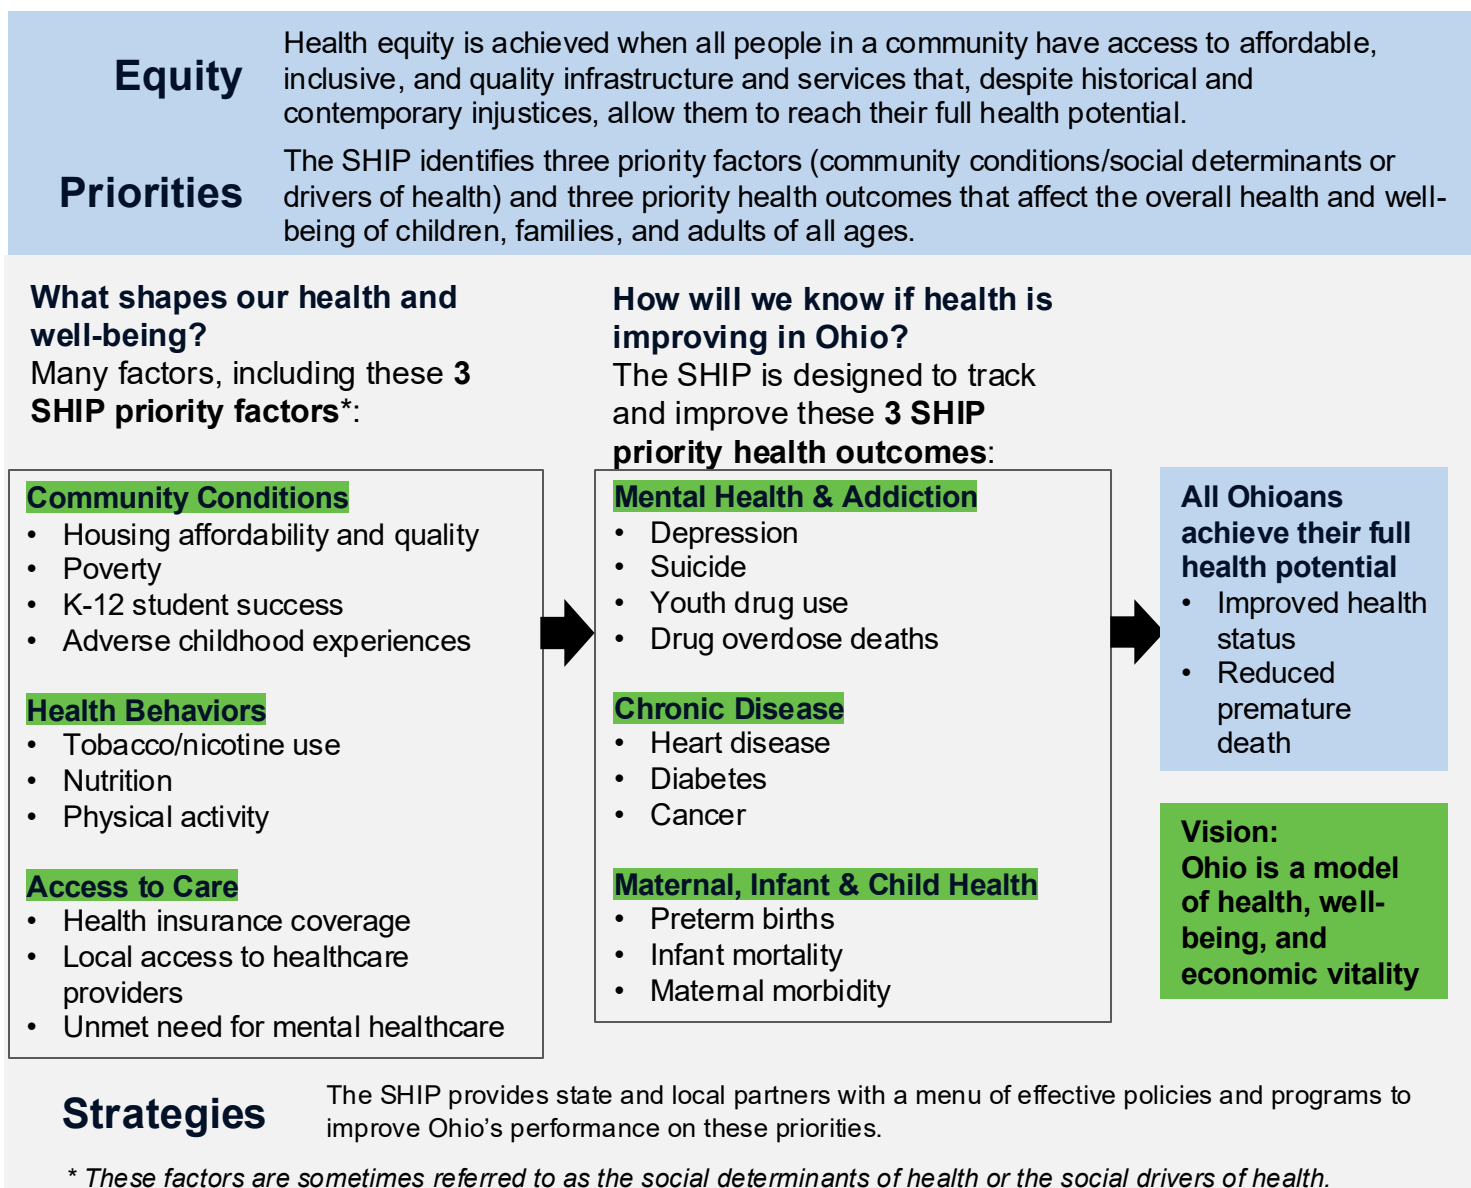 Equity
Health equity is achieved when all people in a community have access to affordable,
inclusive, and quality infrastructure and services that, despite historical and
contemporary injustices, allow them to reach their full health potential.
Priorities
The SHIP identifies three priority factors (community conditions/social determinants or
drivers of health) and three priority health outcomes that affect the overall health and well-
being of children, families, and adults of all ages.
What shapes our health and
well-being?
Many factors, including these 3
SHIP priority factors*:
Community Conditions
• Housing affordability and quality
• Poverty
• K-12 student success
• Adverse childhood experiences
Health Behaviors
• Tobacco/nicotine use
• Nutrition
• Physical activity
Access to Care
• Health insurance coverage
• Local access to healthcare
providers
• Unmet need for mental healthcare
How will we know if health is
improving in Ohio?
The SHIP is designed to track
and improve these 3 SHIP
priority health outcomes:
Mental Health & Addiction
• Depression
• Suicide
• Youth drug use
• Drug overdose deaths
Chronic Disease
• Heart disease
• Diabetes
• Cancer
Maternal, Infant & Child Health
• Preterm births
• Infant mortality
• Maternal morbidity
All Ohioans
achieve their full
health potential
• Improved health
status
• Reduced
premature
death
Vision:
Ohio is a model
of health, well-
being, and
economic vitality
Strategies
The SHIP provides state and local partners with a menu of effective policies and programs to
improve Ohio’s performance on these priorities.
* These factors are sometimes referred to as the social determinants of health or the social drivers of health.